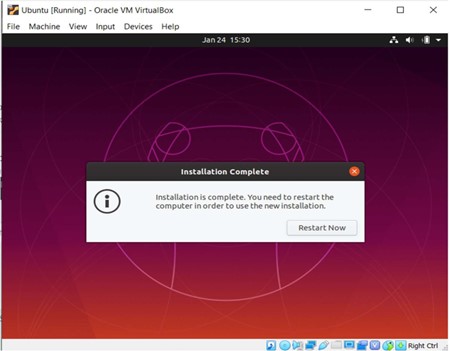 Ubuntu [Running] - Oracle VM VirtualBox
File Machine View Input Devices Help
Jan 24 15:30
Installation Complete
Installation is complete. You need to restart the
computer in order to use the new installation.
Restart Now
Right Ctrl